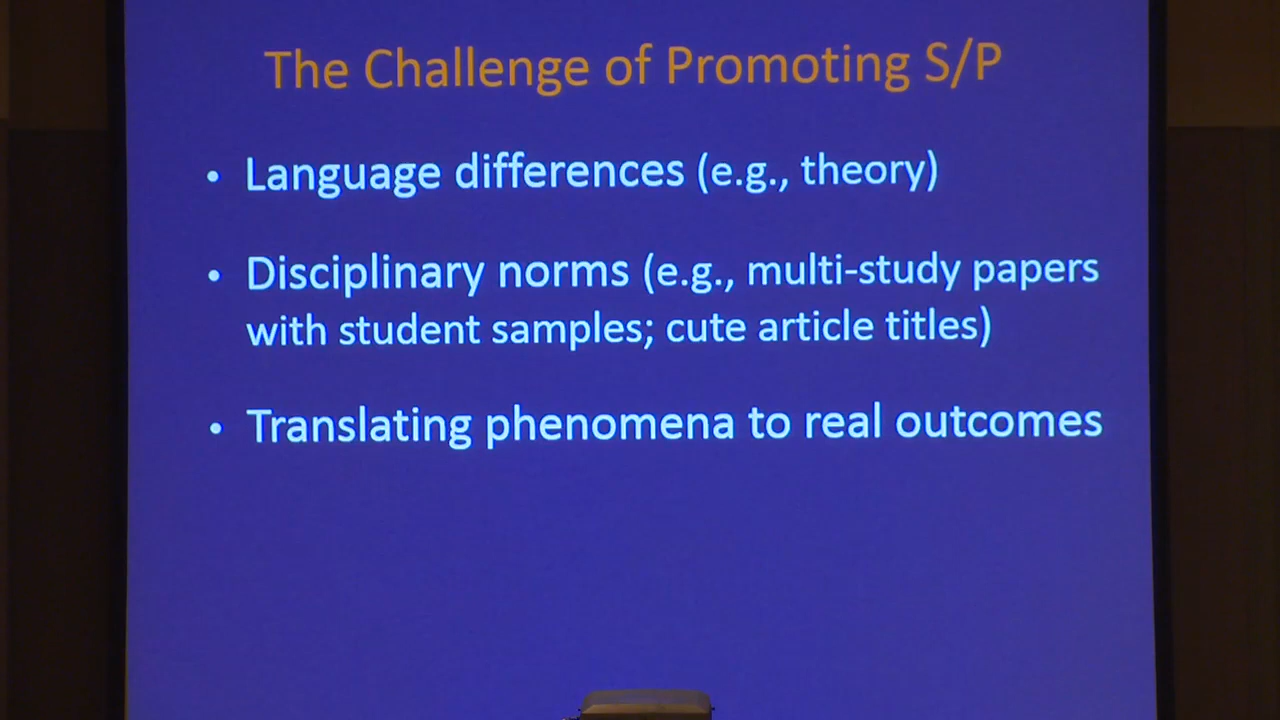 The Challenge of Promoting S/P
• Language differences (e.g., theory)
• Disciplinary norms (e.g., multi-study papers
with student samples; cute article titles)
• Translating phenomena to real outcomes